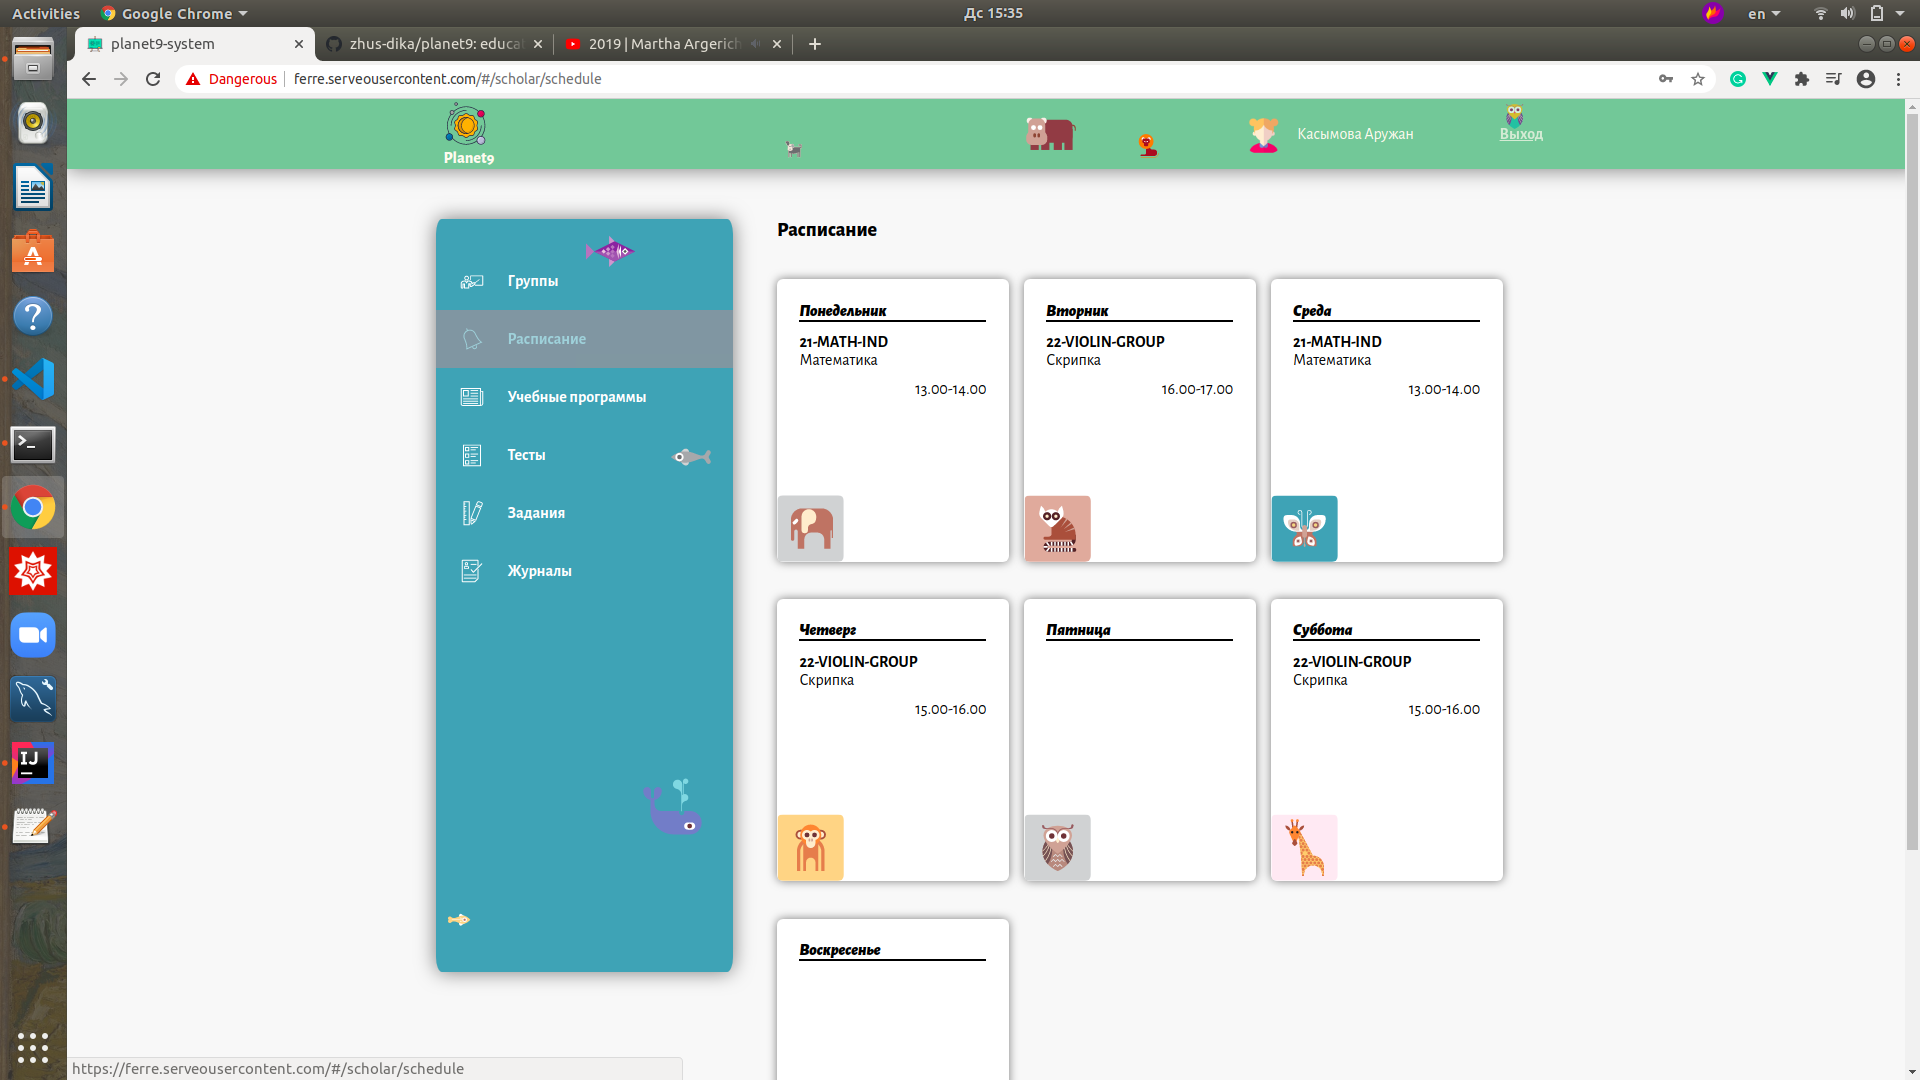 Activities
Google Chrome
Дс 15:35
en
planet9-system
zhus-dika/planet9: educa
2019 | Martha Argerich
Dangerous
ferre.serveousercontent.com/#/scholar/schedule
Planet9
Касымова Аружан
Выход
Группы
Расписание
Учебные программы
Тесты
Задания
Журналы
Расписание
Понедельник
21-MATH-IND
Математика
13.00-14.00
Вторник
22-VIOLIN-GROUP
Скрипка
16.00-17.00
Среда
21-MATH-IND
Математика
13.00-14.00
Четверг
22-VIOLIN-GROUP
Скрипка
15.00-16.00
Пятница
Суббота
22-VIOLIN-GROUP
Скрипка
15.00-16.00
Воскресенье
https://ferre.serveousercontent.com/#/scholar/schedule